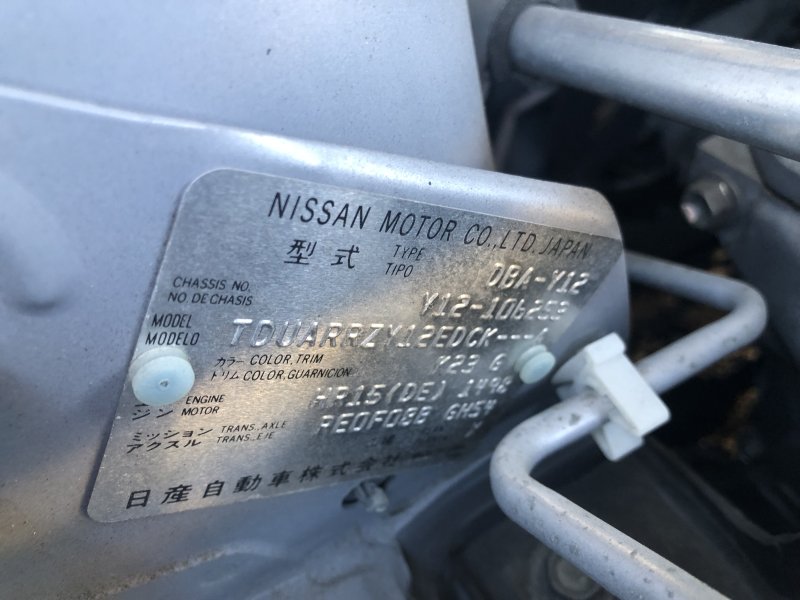 NISSAN MOTOR CO.,LTD. JAPAN
型式 TYPE TIPO DBA-Y12
CHASSIS NO. NO. DE CHASIS Y12-106253
MODEL MODELO TDUARRZY12EDCK---
カラー COLOR, TRIM トリム COLOR, GUARNICION K23 G
ENGINE ジン MOTOR HR15(DE) 1498
ミッション TRANS., AXLE アクスル TRANS., EJE RE0F08B GH54
日産自動車株式会社